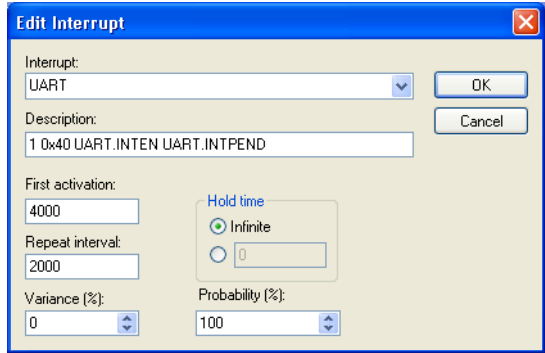 Edit Interrupt
Interrupt:
UART
OK
Description:
Cancel
1 0x40 UART.INTEN UART.INTPEND
First activation:
4000
Hold time
Infinite
Repeat interval:
0
2000
Variance (%):
Probability (%):
0
100